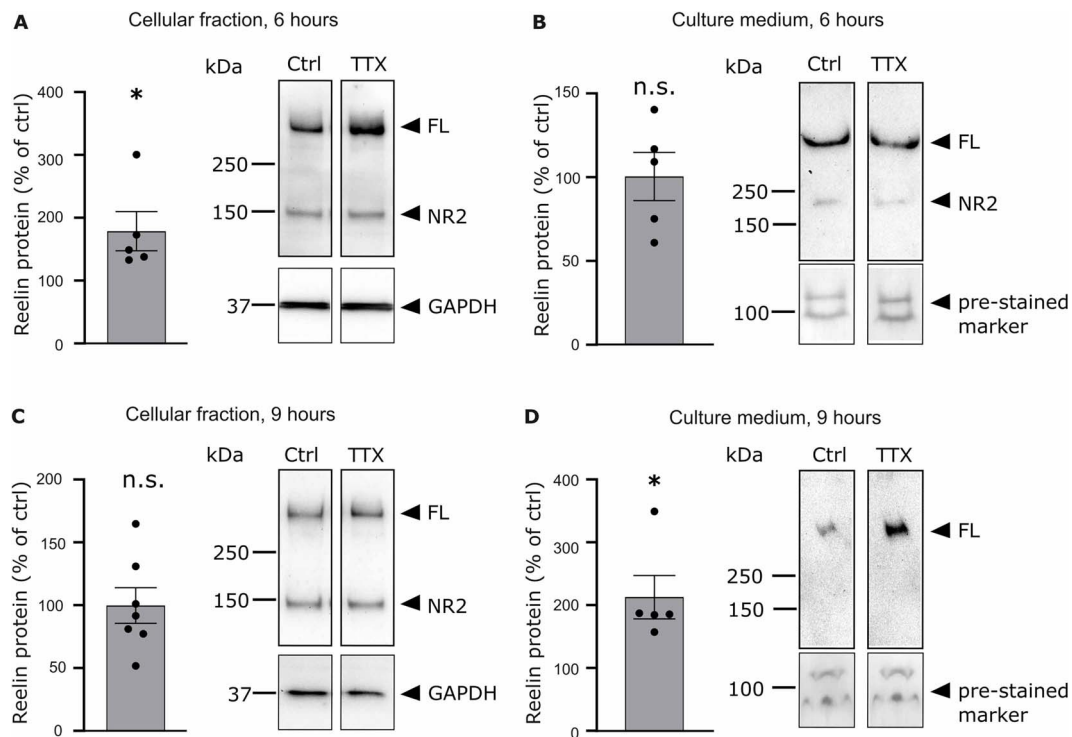 A
Cellular fraction, 6 hours
Reelin protein (% of ctrl)
400
300
200
100
0
*
kDa
Ctrl
TTX
250
150
37
FL
NR2
GAPDH
B
Culture medium, 6 hours
Reelin protein (% of ctrl)
150
100
50
0
n.s.
kDa
Ctrl
TTX
250
150
100
FL
NR2
pre-stained
marker
C
Cellular fraction, 9 hours
Reelin protein (% of ctrl)
200
150
100
50
0
n.s.
kDa
Ctrl
TTX
250
150
37
FL
NR2
GAPDH
D
Culture medium, 9 hours
Reelin protein (% of ctrl)
400
300
200
100
0
*
kDa
Ctrl
TTX
250
150
100
FL
pre-stained
marker